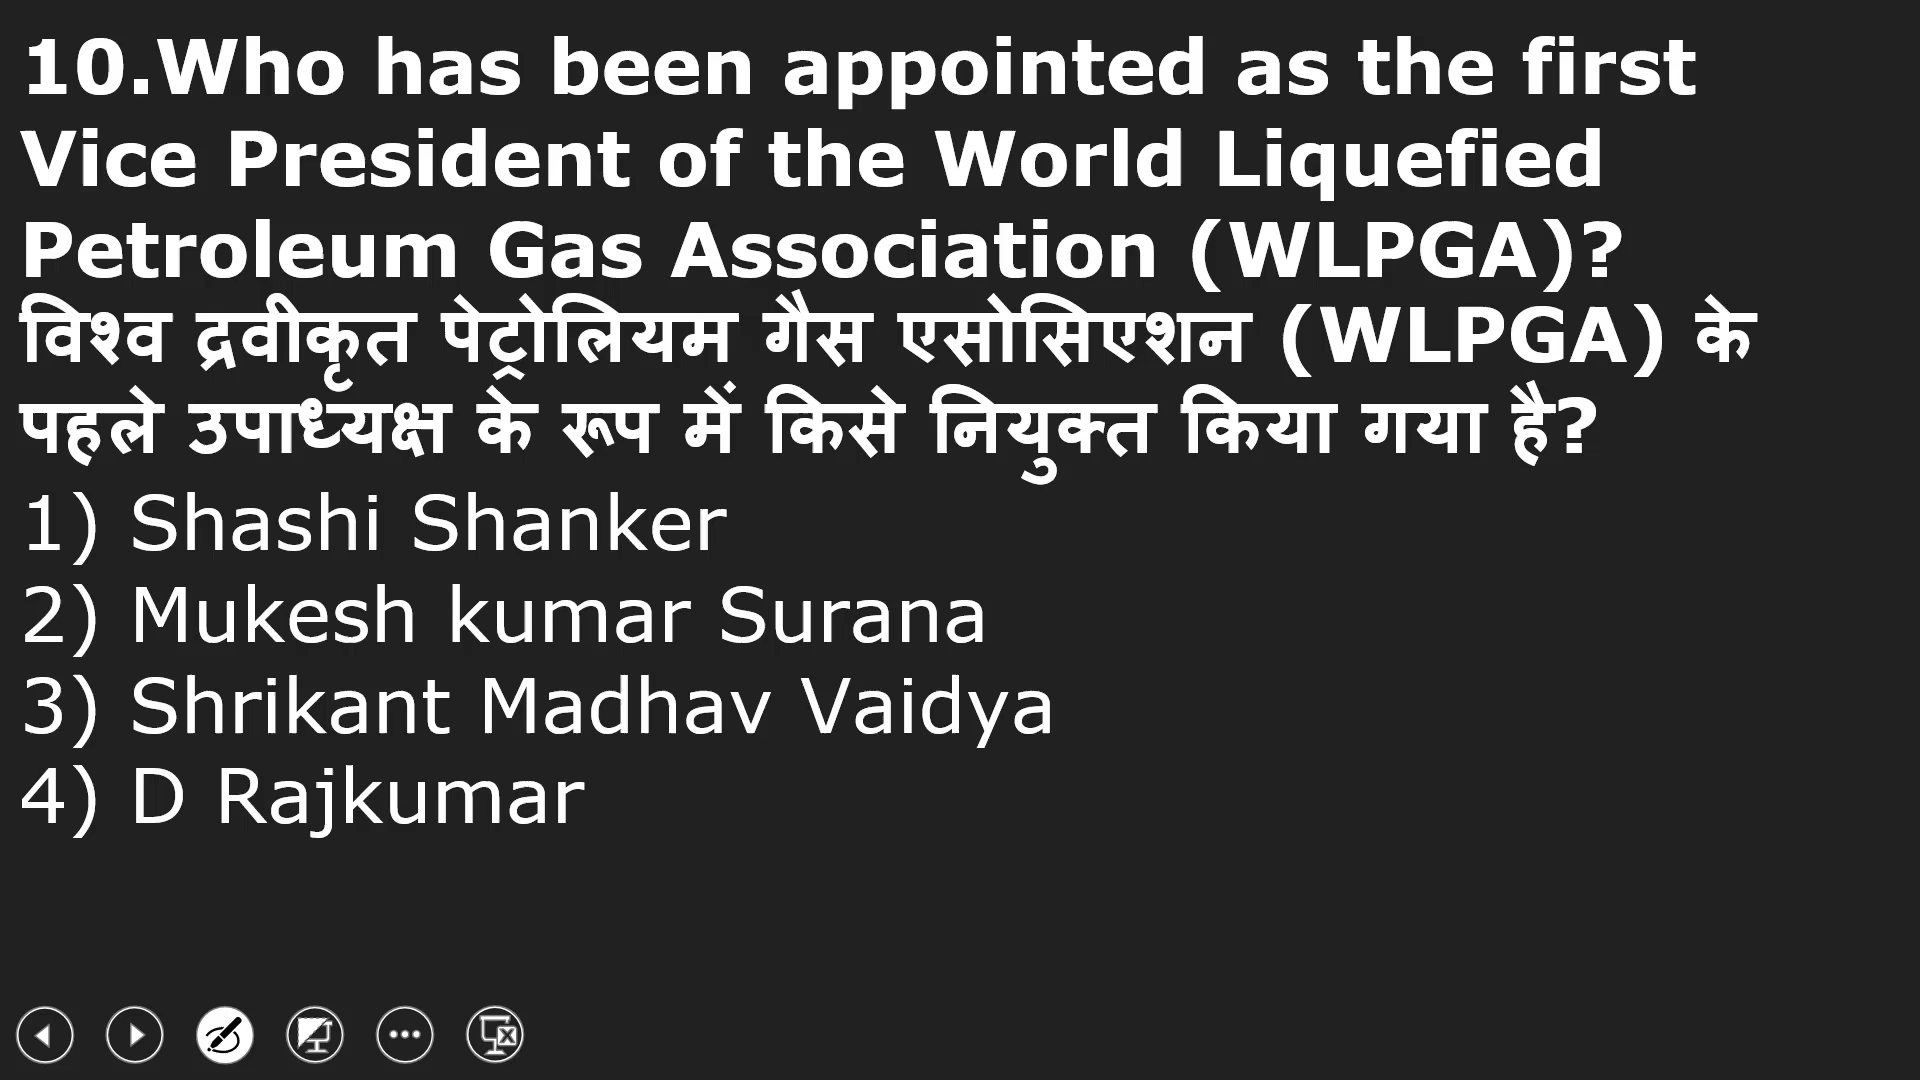 10.Who has been appointed as the first
Vice President of the World Liquefied
Petroleum Gas Association (WLPGA)?
विश्व द्रवीकृत पेट्रोलियम गैस एसोसिएशन (WLPGA) के
पहले उपाध्यक्ष के रूप में किसे नियुक्त किया गया है?
1) Shashi Shanker
2) Mukesh kumar Surana
3) Shrikant Madhav Vaidya
4) D Rajkumar